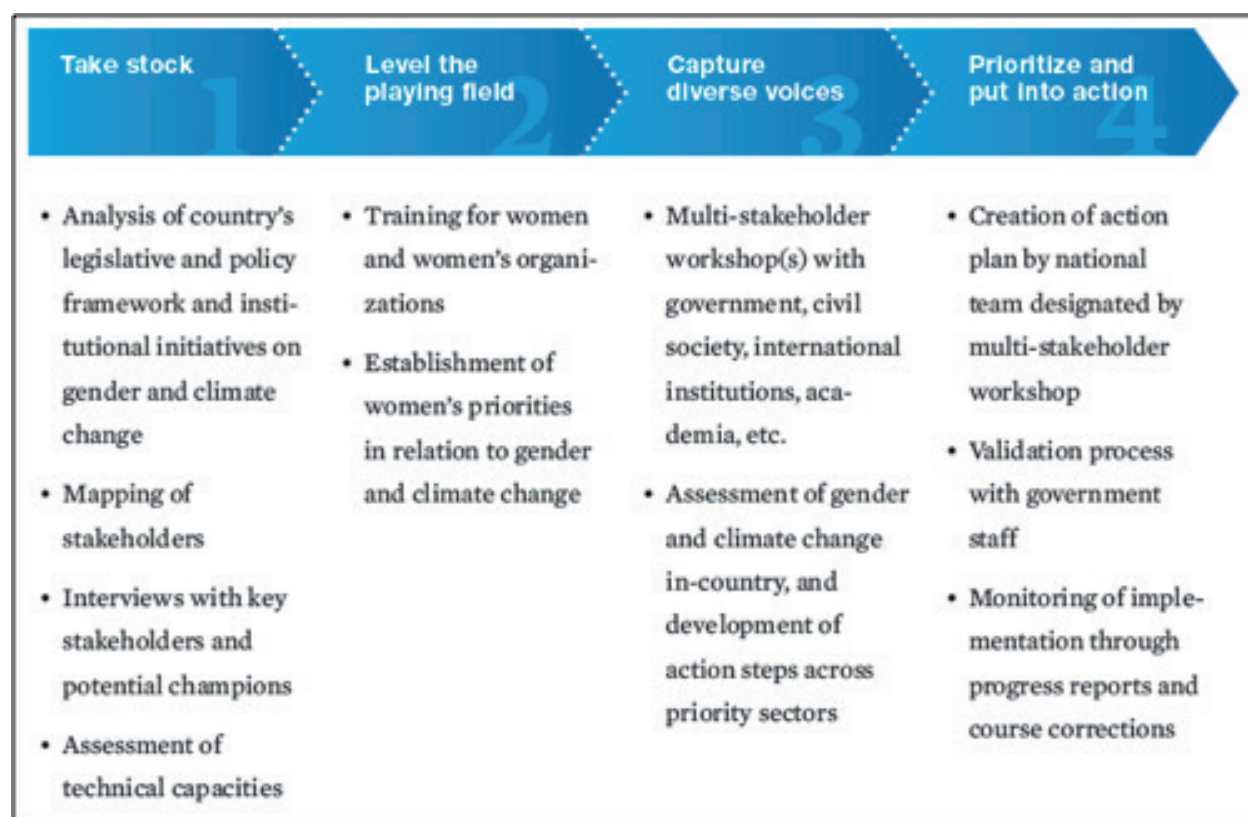 Take stock
1
• Analysis of country's
legislative and policy
framework and insti-
tutional initiatives on
gender and climate
change
• Mapping of
stakeholders
• Interviews with key
stakeholders and
potential champions
• Assessment of
technical capacities
Level the
playing field
2
• Training for women
and women's organi-
zations
• Establishment of
women's priorities
in relation to gender
and climate change
Capture
diverse voices
3
• Multi-stakeholder
workshop(s) with
government, civil
society, international
institutions, aca-
demia, etc.
• Assessment of gender
and climate change
in-country, and
development of
action steps across
priority sectors
Prioritize and
put into action
4
• Creation of action
plan by national
team designated by
multi-stakeholder
workshop
• Validation process
with government
staff
• Monitoring of imple-
mentation through
progress reports and
course corrections